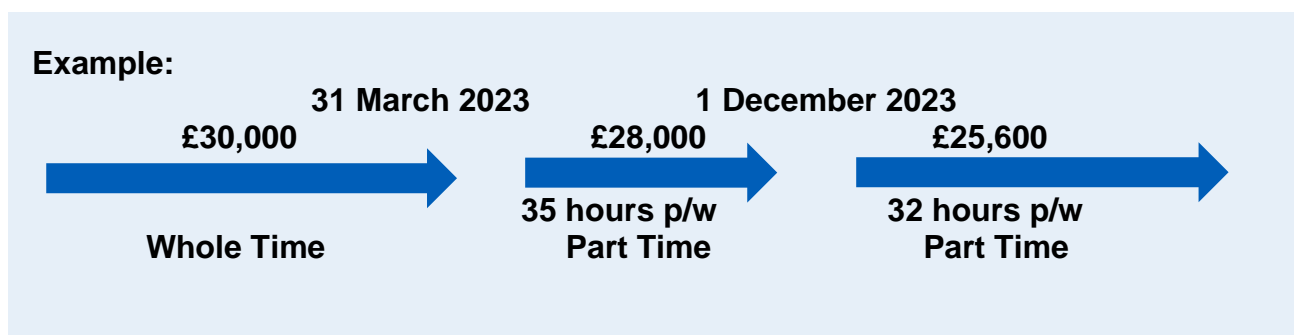 Example:
31 March 2023 1 December 2023
£30,000 £28,000 £25,600
35 hours p/w 32 hours p/w
Whole Time Part Time Part Time